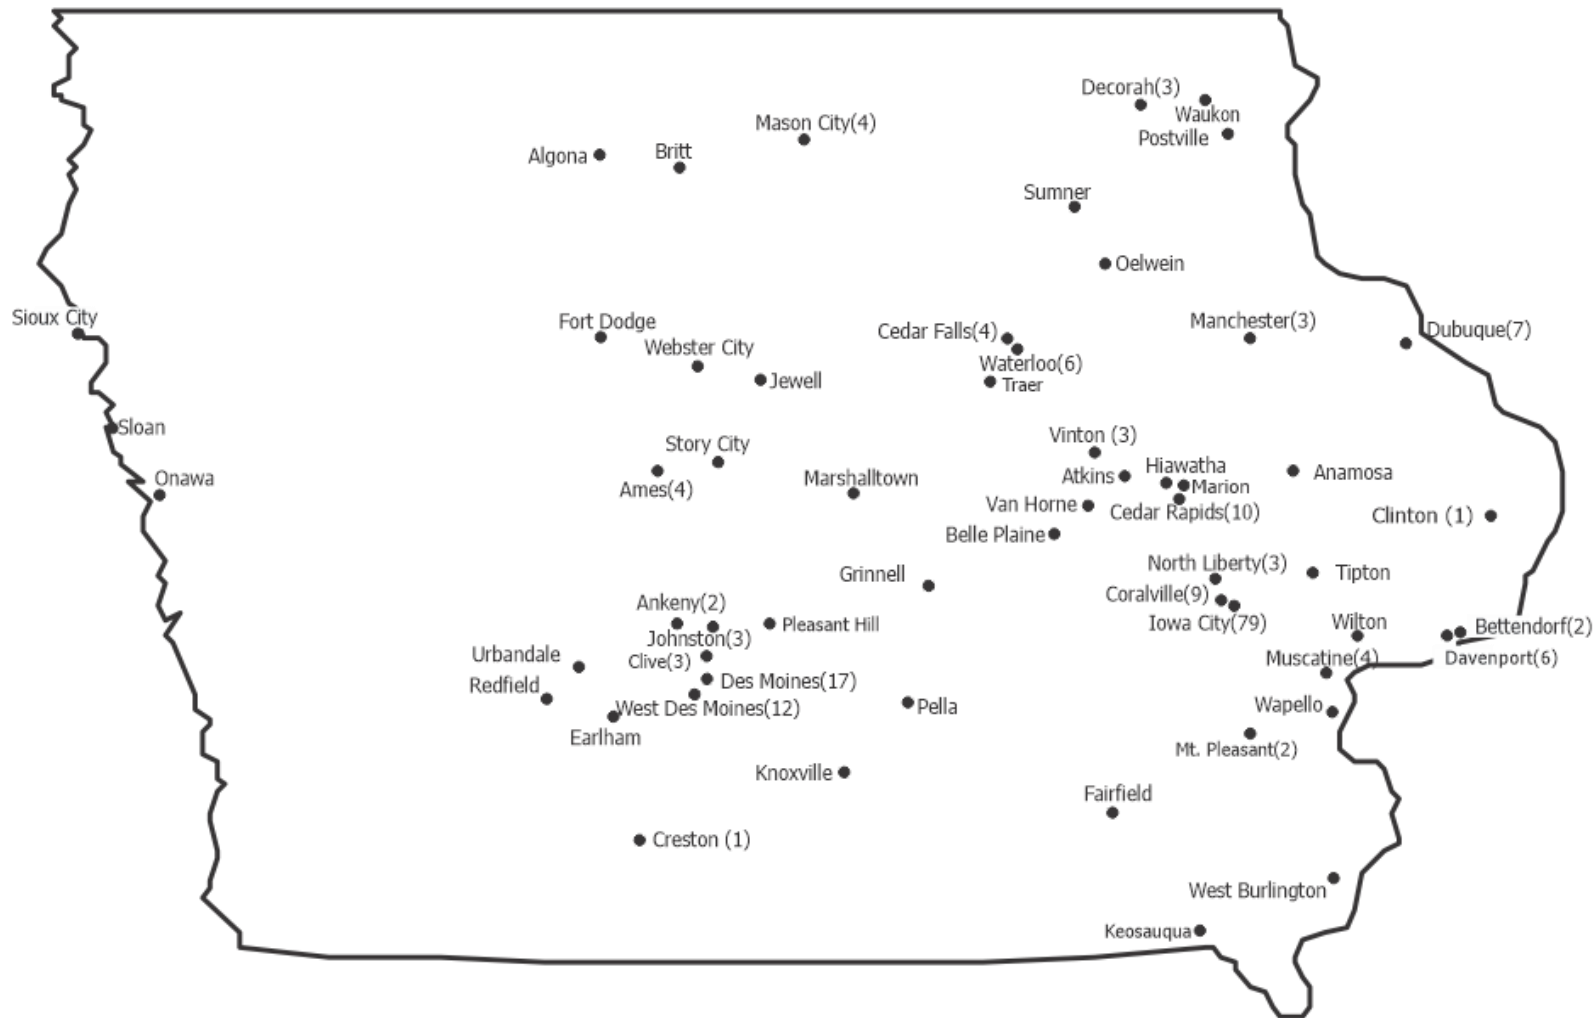 Decorah(3)
Waukon
Mason City(4)
Postville
Algona
Britt
Sumner
Oelwein
Sioux City
Fort Dodge
Cedar Falls(4)
Manchester(3)
Dubuque(7)
Webster City
Waterloo(6)
Jewell
Traer
Sloan
Story City
Vinton (3)
Onawa
Ames(4)
Marshalltown
Atkins
Hiawatha
Marion
Anamosa
Van Horne
Cedar Rapids(10)
Clinton (1)
Belle Plaine
Grinnell
North Liberty(3)
Tipton
Coralville(9)
Ankeny(2)
Pleasant Hill
Iowa City(79)
Wilton
Bettendorf(2)
Johnston(3)
Urbandale
Clive(3)
Muscatine(4)
Davenport(6)
Redfield
Des Moines(17)
West Des Moines(12)
Pella
Wapello
Earlham
Mt. Pleasant(2)
Knoxville
Fairfield
Creston (1)
West Burlington
Keosauqua